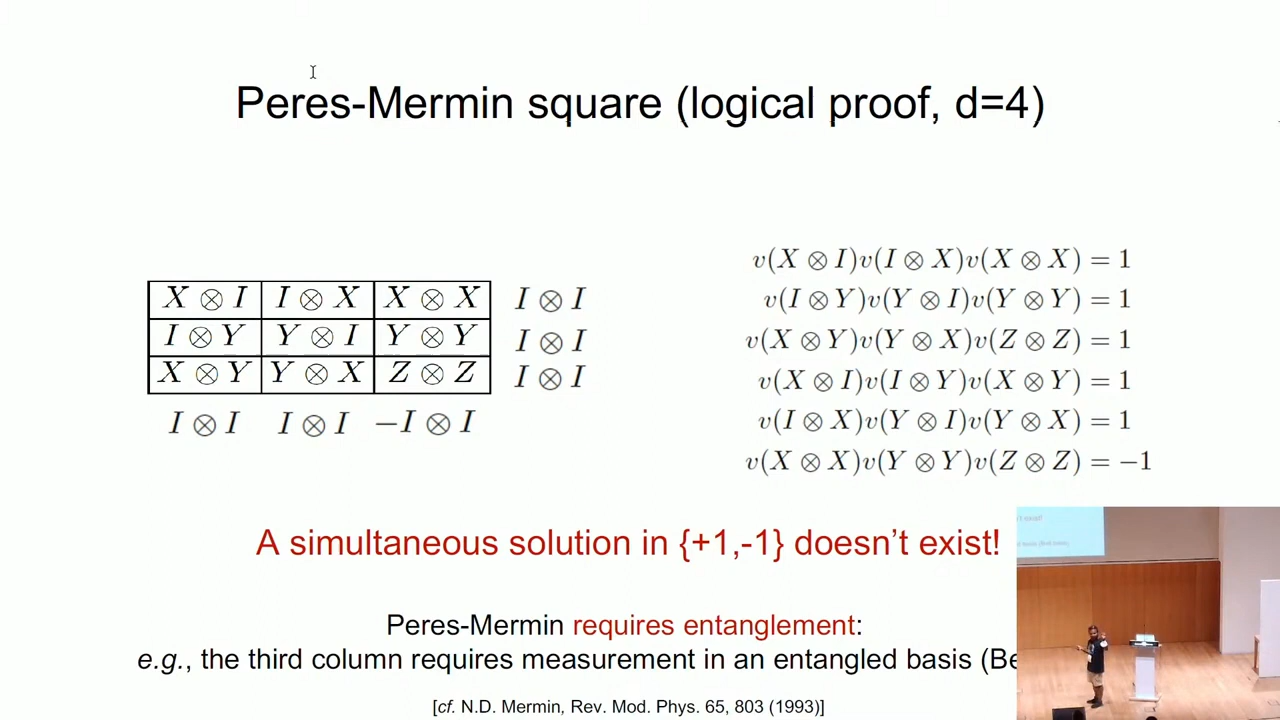 Peres-Mermin square (logical proof, d=4)
X ⊗ I I ⊗ X X ⊗ X I ⊗ I
I ⊗ Y Y ⊗ I Y ⊗ Y I ⊗ I
X ⊗ Y Y ⊗ X Z ⊗ Z I ⊗ I
I ⊗ I I ⊗ I −I ⊗ I
v(X ⊗ I)v(I ⊗ X)v(X ⊗ X) = 1
v(I ⊗ Y)v(Y ⊗ I)v(Y ⊗ Y) = 1
v(X ⊗ Y)v(Y ⊗ X)v(Z ⊗ Z) = 1
v(X ⊗ I)v(I ⊗ Y)v(X ⊗ Y) = 1
v(I ⊗ X)v(Y ⊗ I)v(Y ⊗ X) = 1
v(X ⊗ X)v(Y ⊗ Y)v(Z ⊗ Z) = −1
A simultaneous solution in {+1,-1} doesn't exist!
Peres-Mermin requires entanglement:
e.g., the third column requires measurement in an entangled basis (Be
[cf. N.D. Mermin, Rev. Mod. Phys. 65, 803 (1993)]